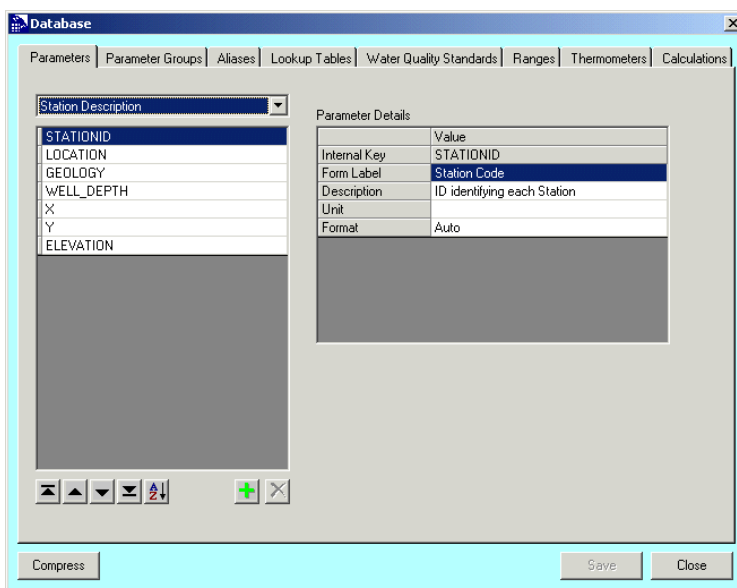 Database
Parameters Parameter Groups Aliases Lookup Tables Water Quality Standards Ranges Thermometers Calculations
Station Description
STATIONID
LOCATION
GEOLOGY
WELL_DEPTH
X
Y
ELEVATION
Parameter Details
Value
Internal Key STATIONID
Form Label Station Code
Description ID identifying each Station
Unit
Format Auto
A
Z
Compress Save Close